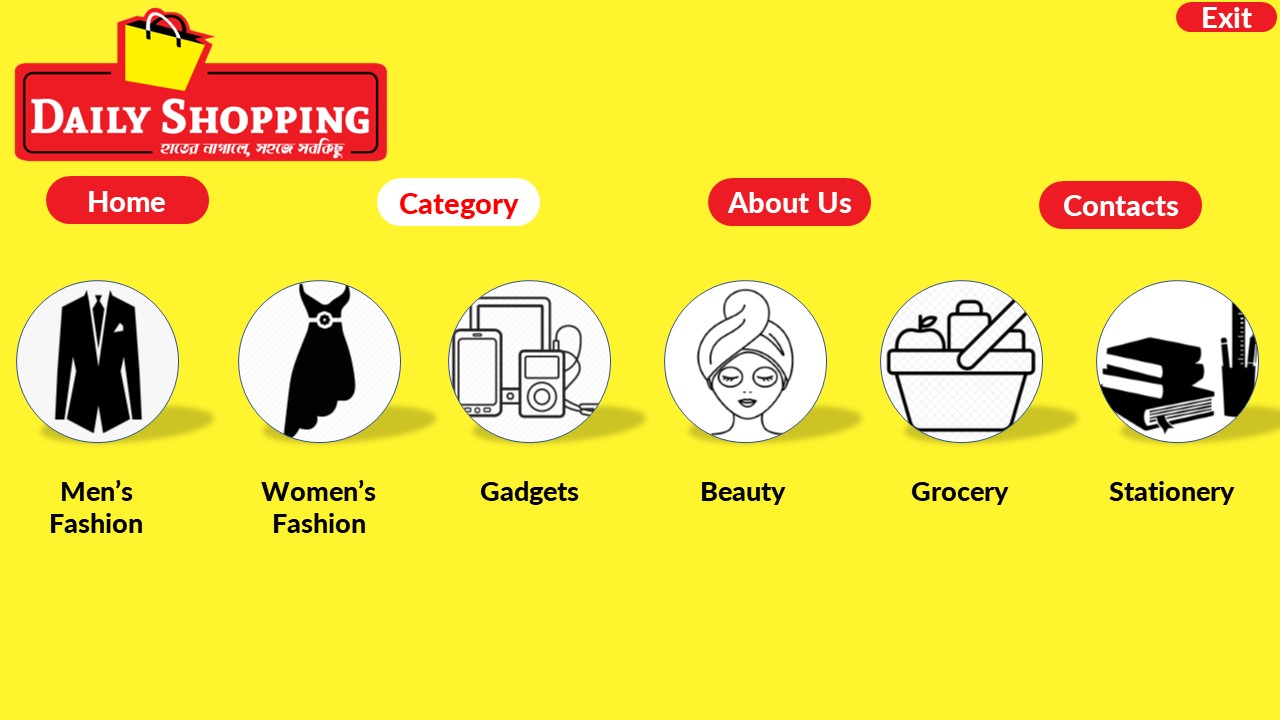 Exit
DAILY SHOPPING
হাতের নাগালে, সহজে সবকিছু
Home
Category
About Us
Contacts
Men’s
Fashion
Women’s
Fashion
Gadgets
Beauty
Grocery
Stationery